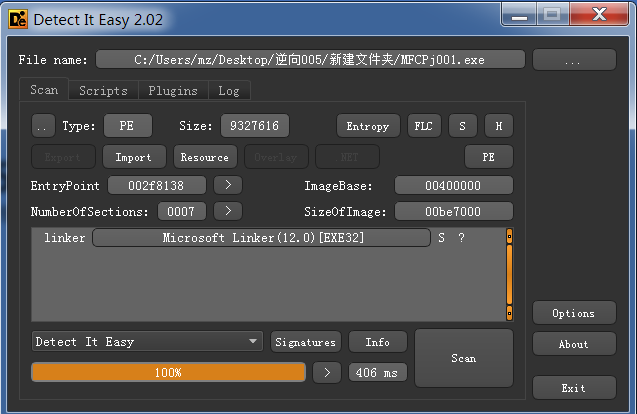 Detect It Easy 2.02
File name: C:/Users/mz/Desktop/逆向005/新建文件夹/MFCPj001.exe ...
Scan Scripts Plugins Log
.. Type: PE Size: 9327616 Entropy FLC S H
Export Import Resource Overlay .NET PE
EntryPoint 002f8138 > ImageBase: 00400000
NumberOfSections: 0007 > SizeOfImage: 00be7000
linker Microsoft Linker(12.0)[EXE32] S ?
Options
Detect It Easy Signatures Info Scan About
100% > 406 ms
Exit